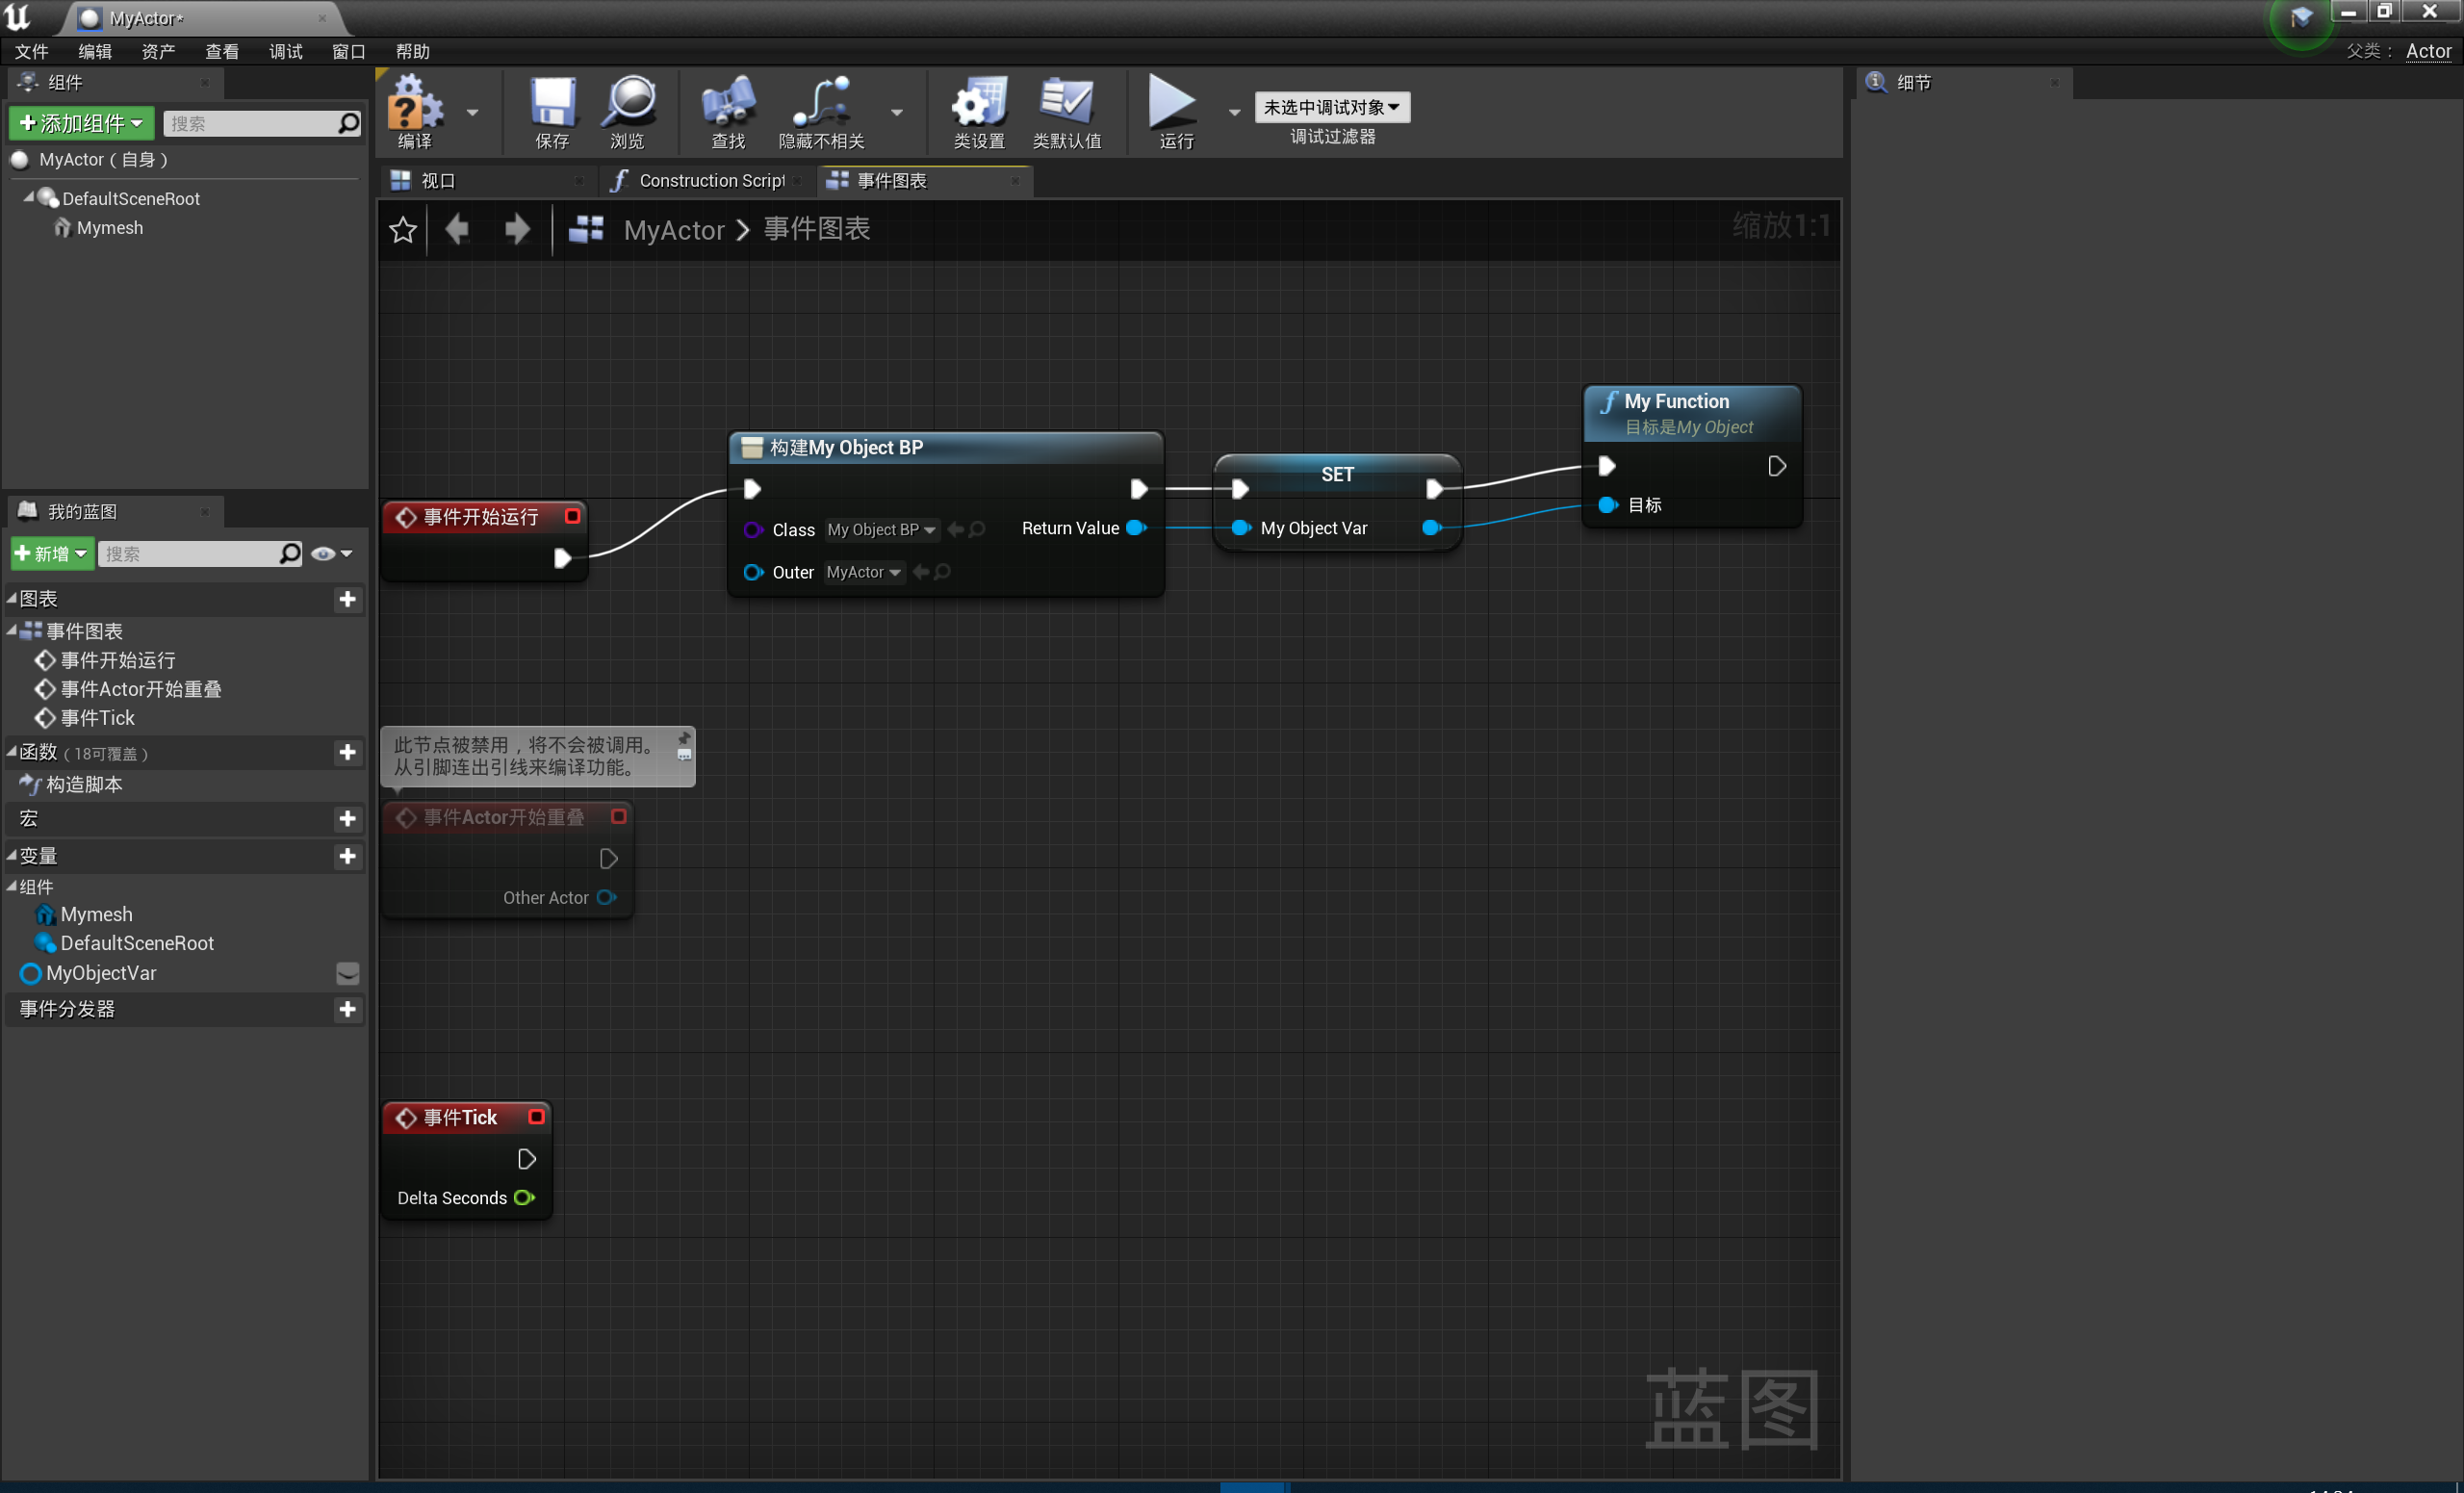 MyActor*
文件 编辑 资产 查看 调试 窗口 帮助
父类： Actor
组件
添加组件
搜索
MyActor（自身）
DefaultSceneRoot
Mymesh
编译
保存
浏览
查找
隐藏不相关
类设置
类默认值
运行
未选中调试对象
调试过滤器
细节
视口
Construction Script
事件图表
MyActor > 事件图表
缩放1:1
我的蓝图
新增
搜索
图表
事件图表
事件开始运行
事件Actor开始重叠
事件Tick
函数（18可覆盖）
构造脚本
宏
变量
组件
Mymesh
DefaultSceneRoot
MyObjectVar
事件分发器
事件开始运行
构建My Object BP
Class My Object BP
Return Value
Outer MyActor
SET
My Object Var
My Function
目标是My Object
目标
此节点被禁用，将不会被调用。
从引脚连出引线来编译功能。
事件Actor开始重叠
Other Actor
事件Tick
Delta Seconds
蓝图